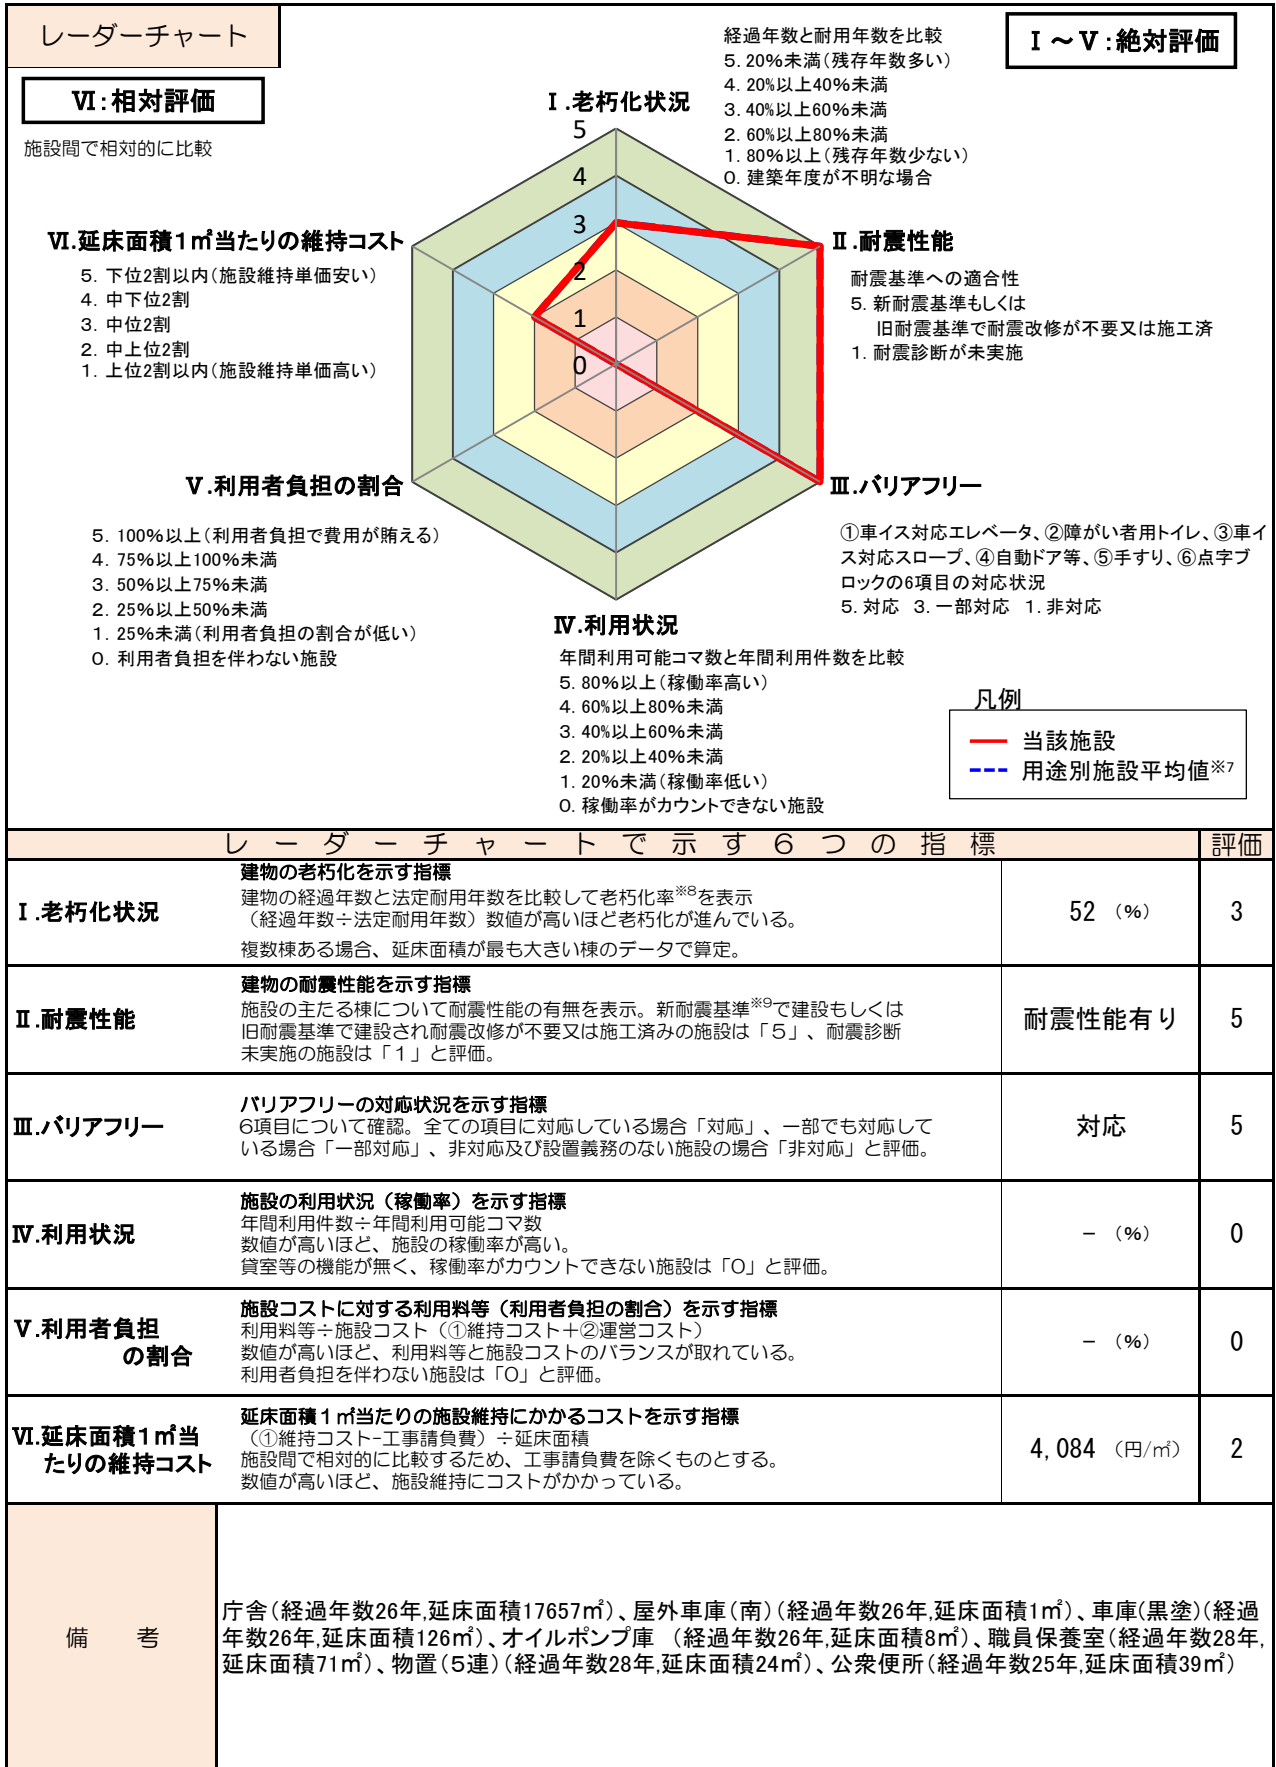 レーダーチャート
Ⅵ:相対評価
施設間で相対的に比較
Ⅰ～Ⅴ:絶対評価
経過年数と耐用年数を比較
5. 20%未満(残存年数多い)
4. 20%以上40%未満
3. 40%以上60%未満
2. 60%以上80%未満
1. 80%以上(残存年数少ない)
0. 建築年度が不明な場合
Ⅰ.老朽化状況
5
4
3
2
1
0
Ⅱ.耐震性能
耐震基準への適合性
5. 新耐震基準もしくは
旧耐震基準で耐震改修が不要又は施工済
1. 耐震診断が未実施
Ⅵ.延床面積1㎡当たりの維持コスト
5. 下位2割以内(施設維持単価安い)
4. 中下位2割
3. 中位2割
2. 中上位2割
1. 上位2割以内(施設維持単価高い)
Ⅴ.利用者負担の割合
5. 100%以上(利用者負担で費用が賄える)
4. 75%以上100%未満
3. 50%以上75%未満
2. 25%以上50%未満
1. 25%未満(利用者負担の割合が低い)
0. 利用者負担を伴わない施設
Ⅲ.バリアフリー
①車イス対応エレベータ、②障がい者用トイレ、③車イ
ス対応スロープ、④自動ドア等、⑤手すり、⑥点字ブ
ロックの6項目の対応状況
5. 対応 3. 一部対応 1. 非対応
Ⅳ.利用状況
年間利用可能コマ数と年間利用件数を比較
5. 80%以上(稼働率高い)
4. 60%以上80%未満
3. 40%以上60%未満
2. 20%以上40%未満
1. 20%未満(稼働率低い)
0. 稼働率がカウントできない施設
凡例
当該施設
用途別施設平均値※7
レーダーチャートで示す6つの指標 評価
Ⅰ.老朽化状況
建物の老朽化を示す指標
建物の経過年数と法定耐用年数を比較して老朽化率※8を表示
(経過年数÷法定耐用年数)数値が高いほど老朽化が進んでいる。
複数棟ある場合、延床面積が最も大きい棟のデータで算定。
52 (%) 3
Ⅱ.耐震性能
建物の耐震性能を示す指標
施設の主たる棟について耐震性能の有無を表示。新耐震基準※9で建設もしくは
旧耐震基準で建設され耐震改修が不要又は施工済みの施設は「5」、耐震診断
未実施の施設は「1」と評価。
耐震性能有り 5
Ⅲ.バリアフリー
バリアフリーの対応状況を示す指標
6項目について確認。全ての項目に対応している場合「対応」、一部でも対応して
いる場合「一部対応」、非対応及び設置義務のない施設の場合「非対応」と評価。
対応 5
Ⅳ.利用状況
施設の利用状況(稼働率)を示す指標
年間利用件数÷年間利用可能コマ数
数値が高いほど、施設の稼働率が高い。
貸室等の機能が無く、稼働率がカウントできない施設は「0」と評価。
- (%) 0
Ⅴ.利用者負担
の割合
施設コストに対する利用料等(利用者負担の割合)を示す指標
利用料等÷施設コスト(①維持コスト+②運営コスト)
数値が高いほど、利用料等と施設コストのバランスが取れている。
利用者負担を伴わない施設は「0」と評価。
- (%) 0
Ⅵ.延床面積1㎡当
たりの維持コスト
延床面積1㎡当たりの施設維持にかかるコストを示す指標
(①維持コスト-工事請負費)÷延床面積
施設間で相対的に比較するため、工事請負費を除くものとする。
数値が高いほど、施設維持にコストがかかっている。
4,084 (円/㎡) 2
備 考
庁舎(経過年数26年,延床面積17657㎡)、屋外車庫(南)(経過年数26年,延床面積1㎡)、車庫(黒塗)(経過
年数26年,延床面積126㎡)、オイルポンプ庫 (経過年数26年,延床面積8㎡)、職員保養室(経過年数28年,
延床面積71㎡)、物置(5連)(経過年数28年,延床面積24㎡)、公衆便所(経過年数25年,延床面積39㎡)